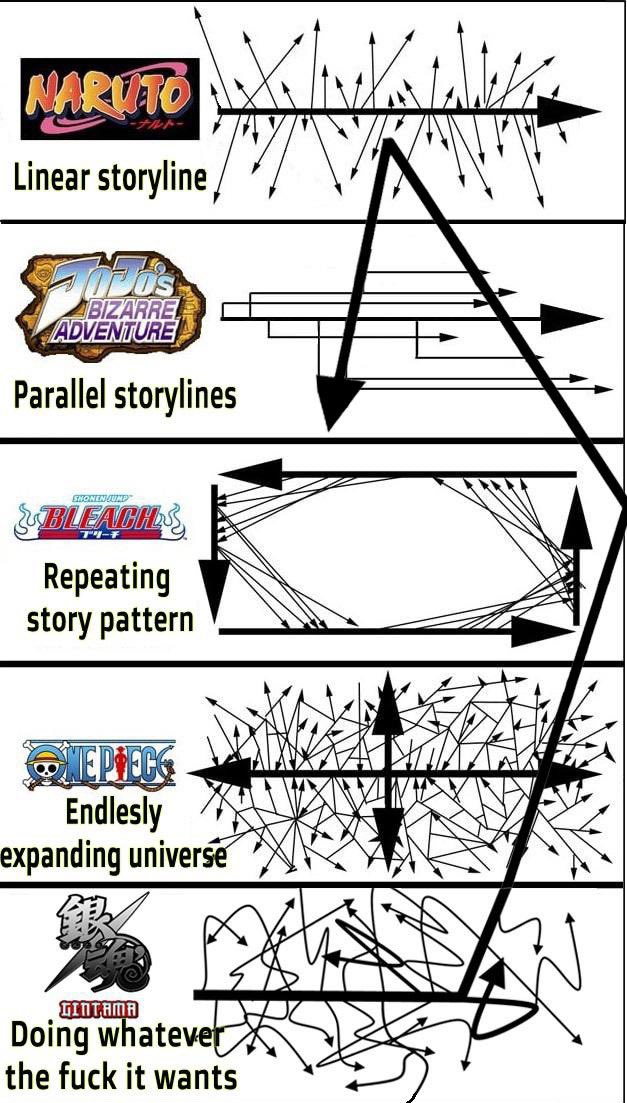 NARUTO
-ナルト-
Linear storyline
JoJo's
BIZARRE
ADVENTURE
Parallel storylines
SHONEN JUMP
BLEACH
ブリーチ
Repeating
story pattern
ONE PIECE
Endlesly
expanding universe
銀
魂
GINTAMA
Doing whatever
the fuck it wants